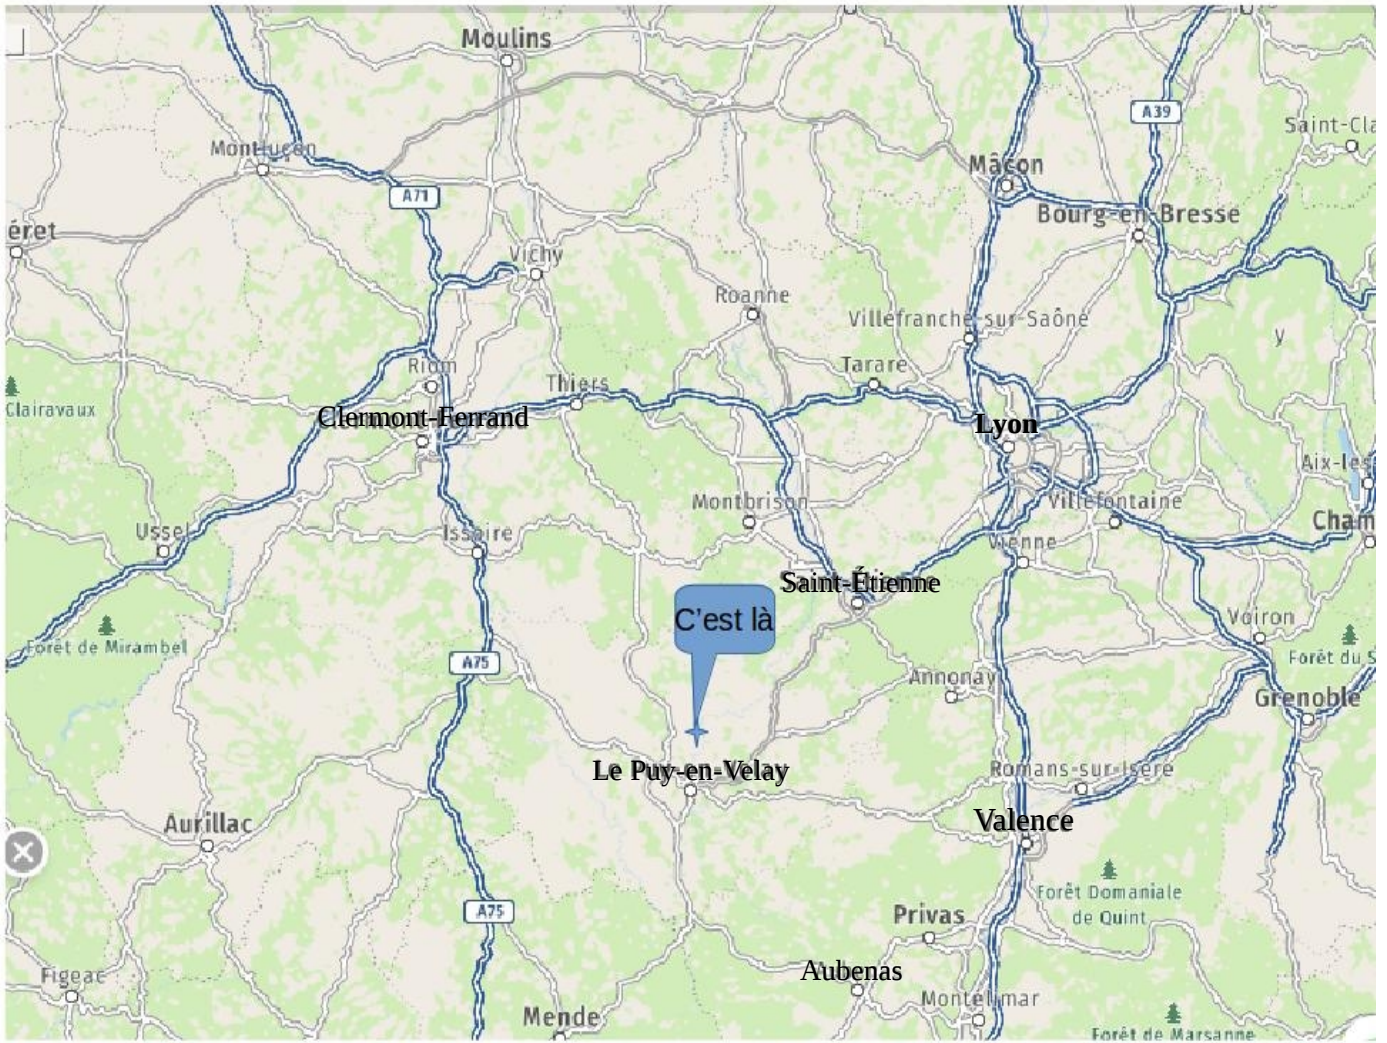 Moulins
A39
Saint-Cla
Montluçon
Mâcon
A71
Bourg-en-Bresse
éret
Vichy
Roanne
Villefranche-sur-Saône
y
Riom
Tarare
Thiers
Clairavaux
Clermont-Ferrand
Lyon
Aix-les
Montbrison
Villefontaine
Ussel
Issoire
Cham
Vienne
Saint-Étienne
C'est là
Voiron
Forêt de Mirambel
Forêt du S
A75
Annonay
Grenoble
Le Puy-en-Velay
Romans-sur-Isère
Aurillac
Valence
Forêt Domaniale
de Quint
A75
Privas
Figeac
Aubenas
Montélimar
Mende
Forêt de Marsanne